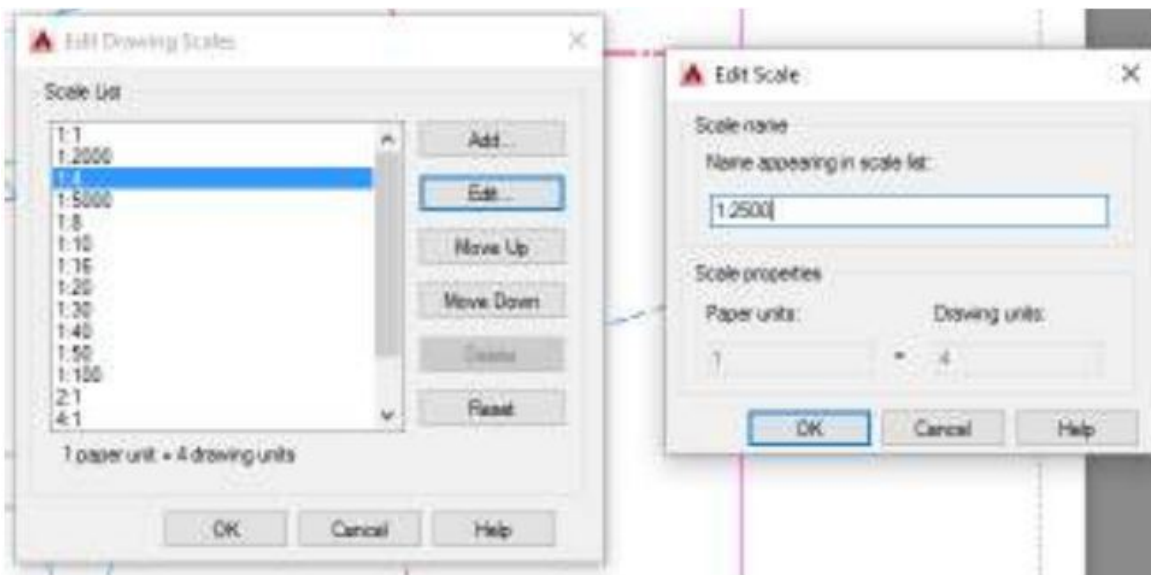 Edit Drawing Scales
Scale List
1:1
1:2000
1:4
1:5000
1:8
1:10
1:16
1:20
1:30
1:40
1:50
1:100
2:1
4:1
Add...
Edit...
Move Up
Move Down
Delete
Reset
1 paper unit = 4 drawing units
OK Cancel Help
Edit Scale
Scale name
Name appearing in scale list:
1:2500
Scale properties
Paper units: Drawing units:
1 = 4
OK Cancel Help